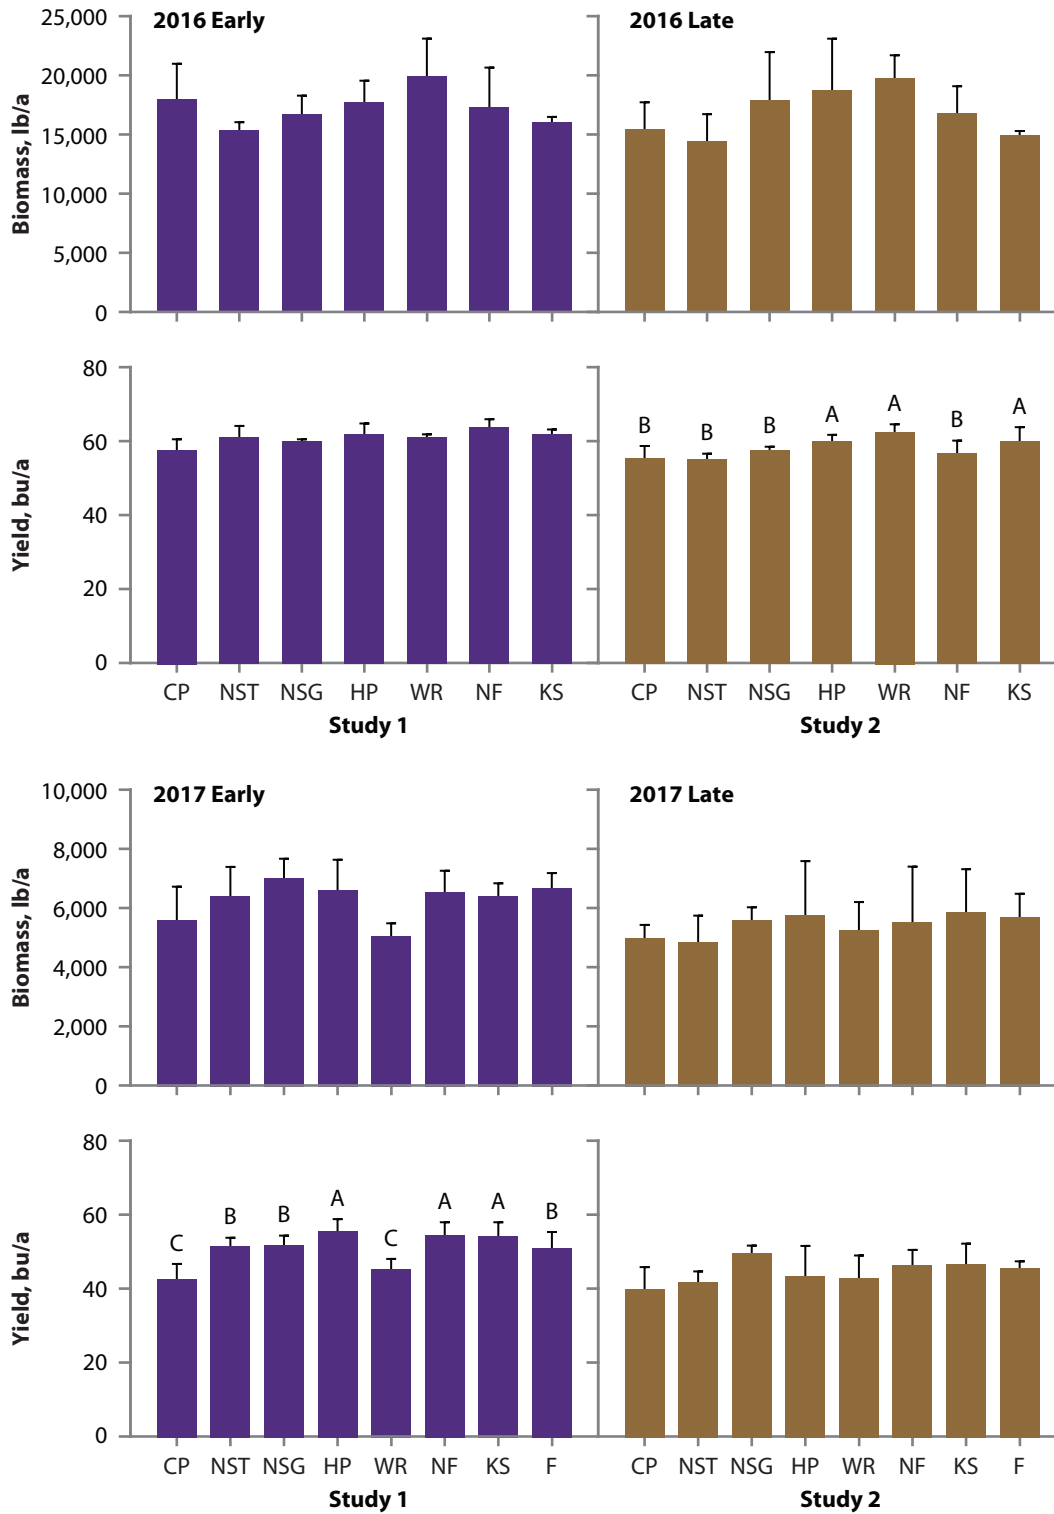 2016 Early
2016 Late
Biomass, lb/a
25,000
20,000
15,000
10,000
5,000
0
Yield, bu/a
80
60
40
20
0
B B B A A B A
CP NST NSG HP WR NF KS
CP NST NSG HP WR NF KS
Study 1
Study 2
2017 Early
2017 Late
Biomass, lb/a
10,000
8,000
6,000
4,000
2,000
0
Yield, bu/a
80
60
40
20
0
C B B A C A A B
CP NST NSG HP WR NF KS F
CP NST NSG HP WR NF KS F
Study 1
Study 2